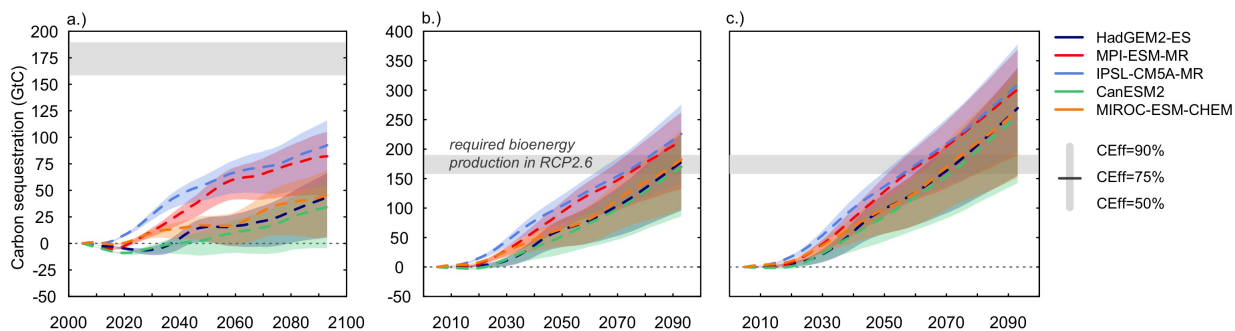 a.)
b.)
c.)
Carbon sequestration (GtC)
200
175
150
125
100
75
50
25
0
-25
-50
2000 2020 2040 2060 2080 2100
400
350
300
250
200
150
100
50
0
-50
required bioenergy
production in RCP2.6
2010 2030 2050 2070 2090
2010 2030 2050 2070 2090
HadGEM2-ES
MPI-ESM-MR
IPSL-CM5A-MR
CanESM2
MIROC-ESM-CHEM
CEff=90%
CEff=75%
CEff=50%